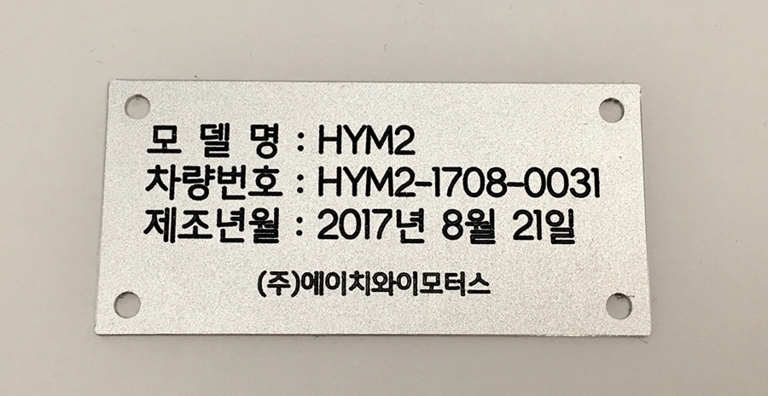 모 델 명 : HYM2
차량번호 : HYM2-1708-0031
제조년월 : 2017년 8월 21일
(주)에이치와이모터스